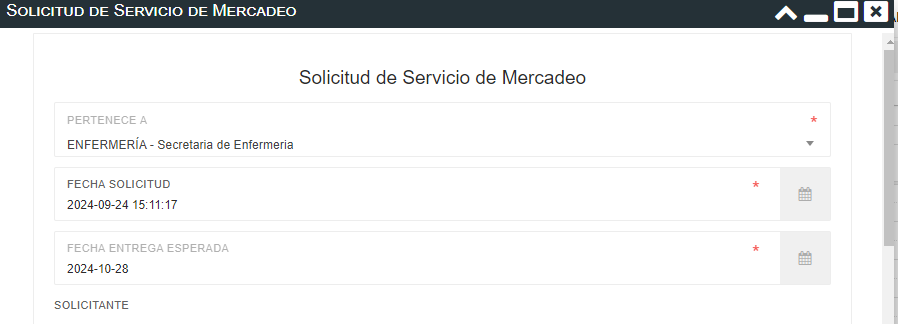 SOLICITUD DE SERVICIO DE MERCADEO
Solicitud de Servicio de Mercadeo
PERTENECE A *
ENFERMERÍA - Secretaria de Enfermeria
FECHA SOLICITUD *
2024-09-24 15:11:17
FECHA ENTREGA ESPERADA *
2024-10-28
SOLICITANTE